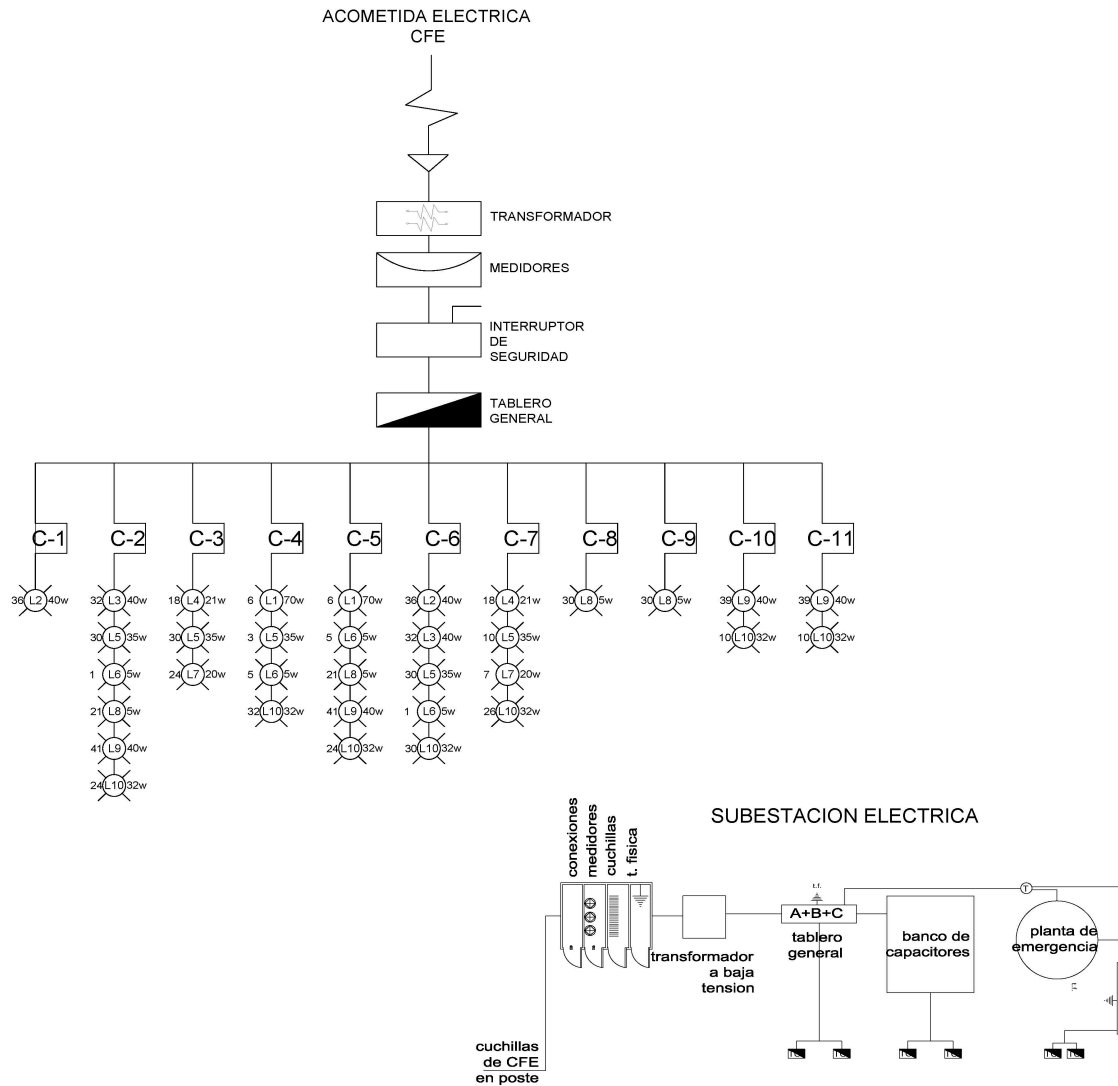 ACOMETIDA ELECTRICA
CFE
TRANSFORMADOR
MEDIDORES
INTERRUPTOR
DE
SEGURIDAD
TABLERO
GENERAL
C-1 C-2 C-3 C-4 C-5 C-6 C-7 C-8 C-9 C-10 C-11
36 L2 40w 32 L3 40w 18 L4 21w 6 L1 70w 6 L1 70w 36 L2 40w 18 L4 21w 30 L8 5w 30 L8 5w 39 L9 40w 39 L9 40w
30 L5 35w 30 L5 35w 3 L5 35w 5 L6 5w 32 L3 40w 10 L5 35w 10 L10 32w 10 L10 32w
1 L6 5w 24 L7 20w 5 L6 5w 21 L8 5w 30 L5 35w 7 L7 20w
21 L8 5w 32 L10 32w 41 L9 40w 1 L6 5w 26 L10 32w
41 L9 40w 24 L10 32w 30 L10 32w
24 L10 32w
SUBESTACION ELECTRICA
conexiones
medidores
cuchillas
t. fisica
t.f.
T
A+B+C
tablero
general
banco de
capacitores
planta de
emergencia
transformador
a baja
tension
cuchillas
de CFE
en poste